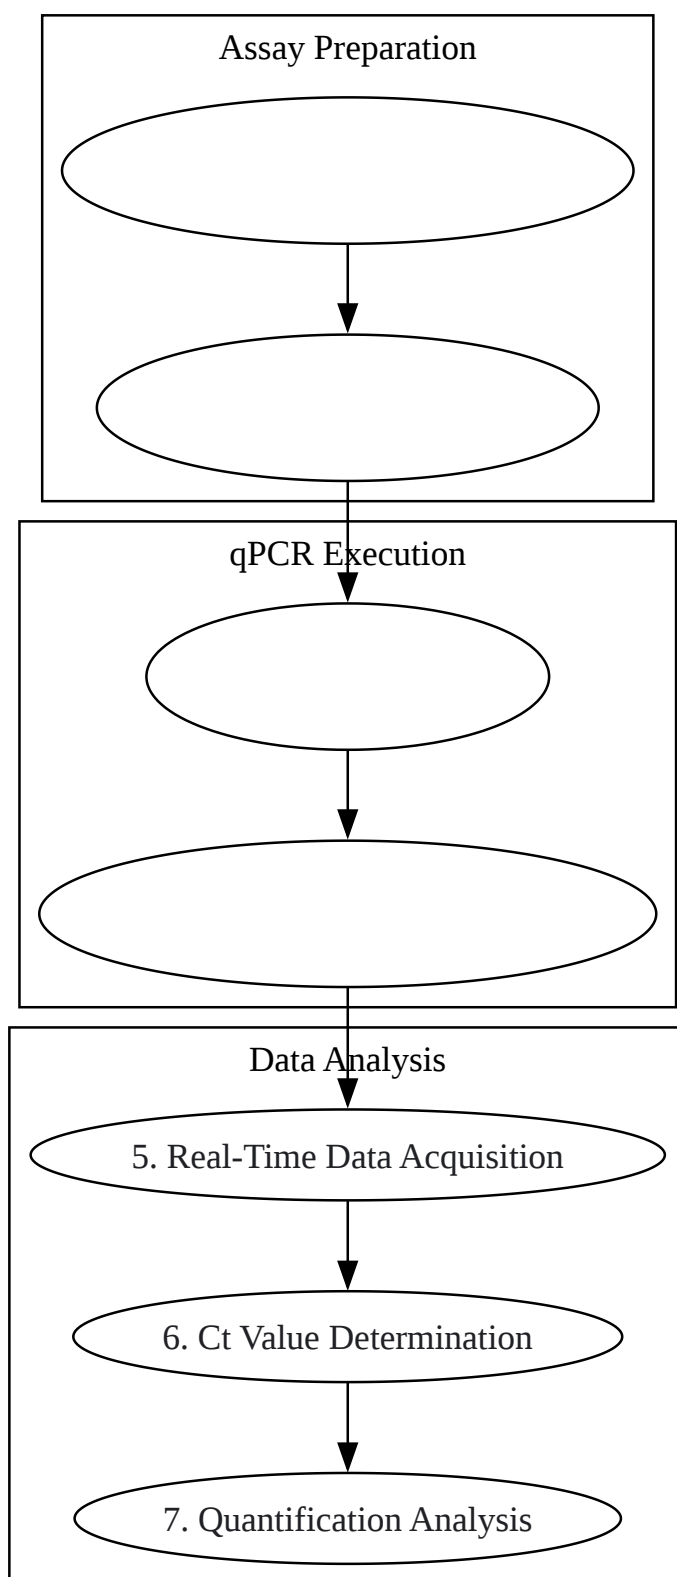 Assay Preparation
qPCR Execution
Data Analysis
5. Real-Time Data Acquisition
6. Ct Value Determination
7. Quantification Analysis